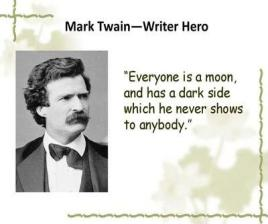 Mark Twain—Writer Hero
“Everyone is a moon,
and has a dark side
which he never shows
to anybody.”